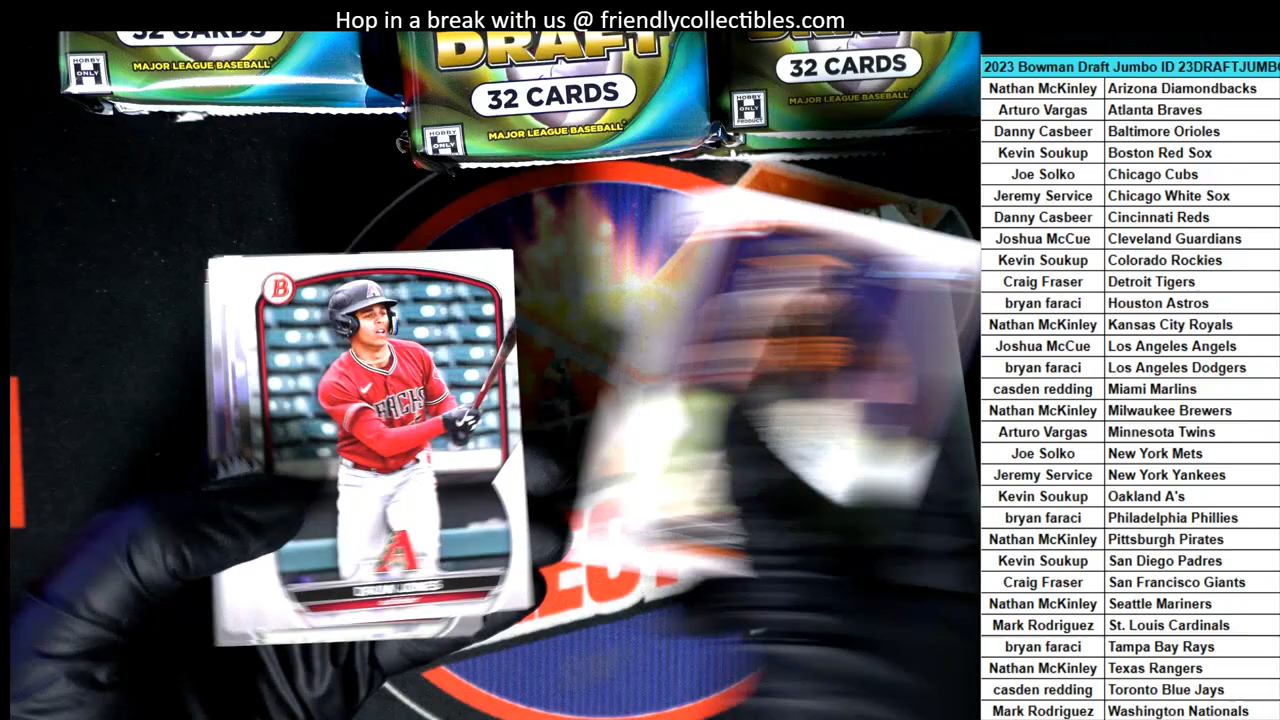 Hop in a break with us @ friendlycollectibles.com
32 CARDS
MAJOR LEAGUE BASEBALL
H
HOBBY
ONLY
DRAFT
32 CARDS
MAJOR LEAGUE BASEBALL
HOBBY
H
ONLY
32 CARDS
MAJOR LEAGUE BASEBALL
HOBBY ONLY
H
PRODUCT
B
A
2023 Bowman Draft Jumbo ID 23DRAFTJUMBO
Nathan McKinley Arizona Diamondbacks
Arturo Vargas Atlanta Braves
Danny Casbeer Baltimore Orioles
Kevin Soukup Boston Red Sox
Joe Solko Chicago Cubs
Jeremy Service Chicago White Sox
Danny Casbeer Cincinnati Reds
Joshua McCue Cleveland Guardians
Kevin Soukup Colorado Rockies
Craig Fraser Detroit Tigers
bryan faraci Houston Astros
Nathan McKinley Kansas City Royals
Joshua McCue Los Angeles Angels
bryan faraci Los Angeles Dodgers
casden redding Miami Marlins
Nathan McKinley Milwaukee Brewers
Arturo Vargas Minnesota Twins
Joe Solko New York Mets
Jeremy Service New York Yankees
Kevin Soukup Oakland A's
bryan faraci Philadelphia Phillies
Nathan McKinley Pittsburgh Pirates
Kevin Soukup San Diego Padres
Craig Fraser San Francisco Giants
Nathan McKinley Seattle Mariners
Mark Rodriguez St. Louis Cardinals
bryan faraci Tampa Bay Rays
Nathan McKinley Texas Rangers
casden redding Toronto Blue Jays
Mark Rodriguez Washington Nationals